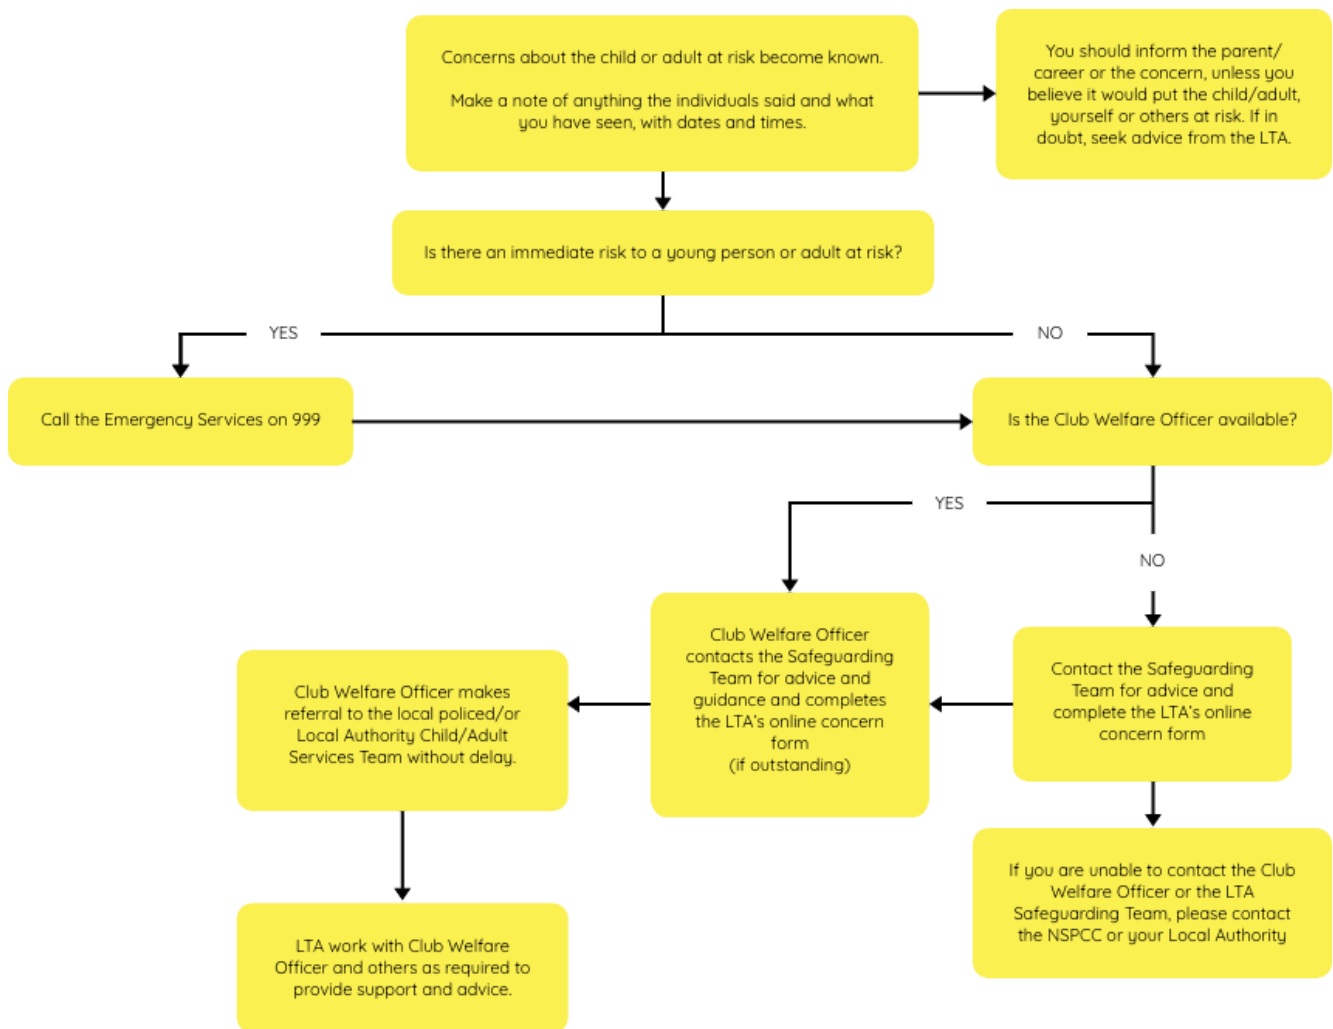 Concerns about the child or adult at risk become known.
Make a note of anything the individuals said and what
you have seen, with dates and times.
You should inform the parent/
career or the concern, unless you
believe it would put the child/adult,
yourself or others at risk. If in
doubt, seek advice from the LTA.
Is there an immediate risk to a young person or adult at risk?
YES
NO
Call the Emergency Services on 999
Is the Club Welfare Officer available?
YES
NO
Club Welfare Officer
contacts the Safeguarding
Team for advice and
guidance and completes
the LTA's online concern
form
(if outstanding)
Contact the Safeguarding
Team for advice and
complete the LTA's online
concern form
Club Welfare Officer makes
referral to the local policed/or
Local Authority Child/Adult
Services Team without delay.
If you are unable to contact the Club
Welfare Officer or the LTA
Safeguarding Team, please contact
the NSPCC or your Local Authority
LTA work with Club Welfare
Officer and others as required to
provide support and advice.